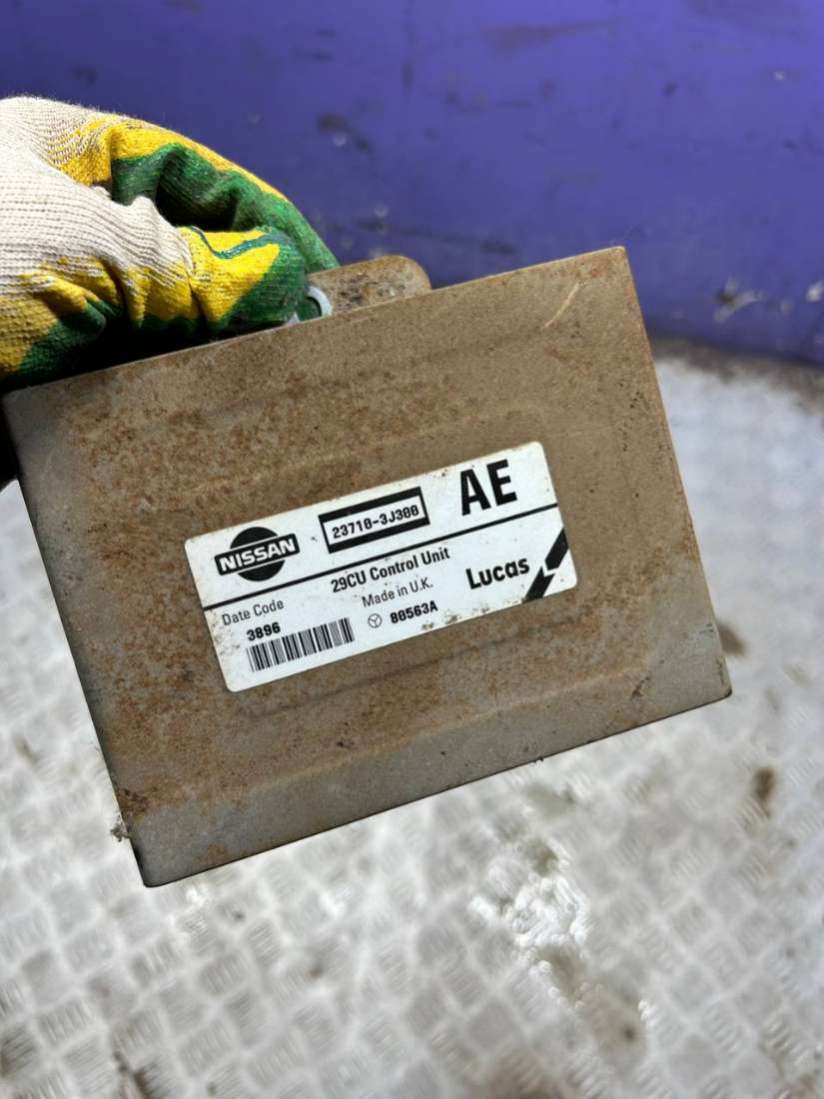 NISSAN
23710-3J300
AE
29CU Control Unit
Made in U.K.
Lucas
Date Code
3896
80563A